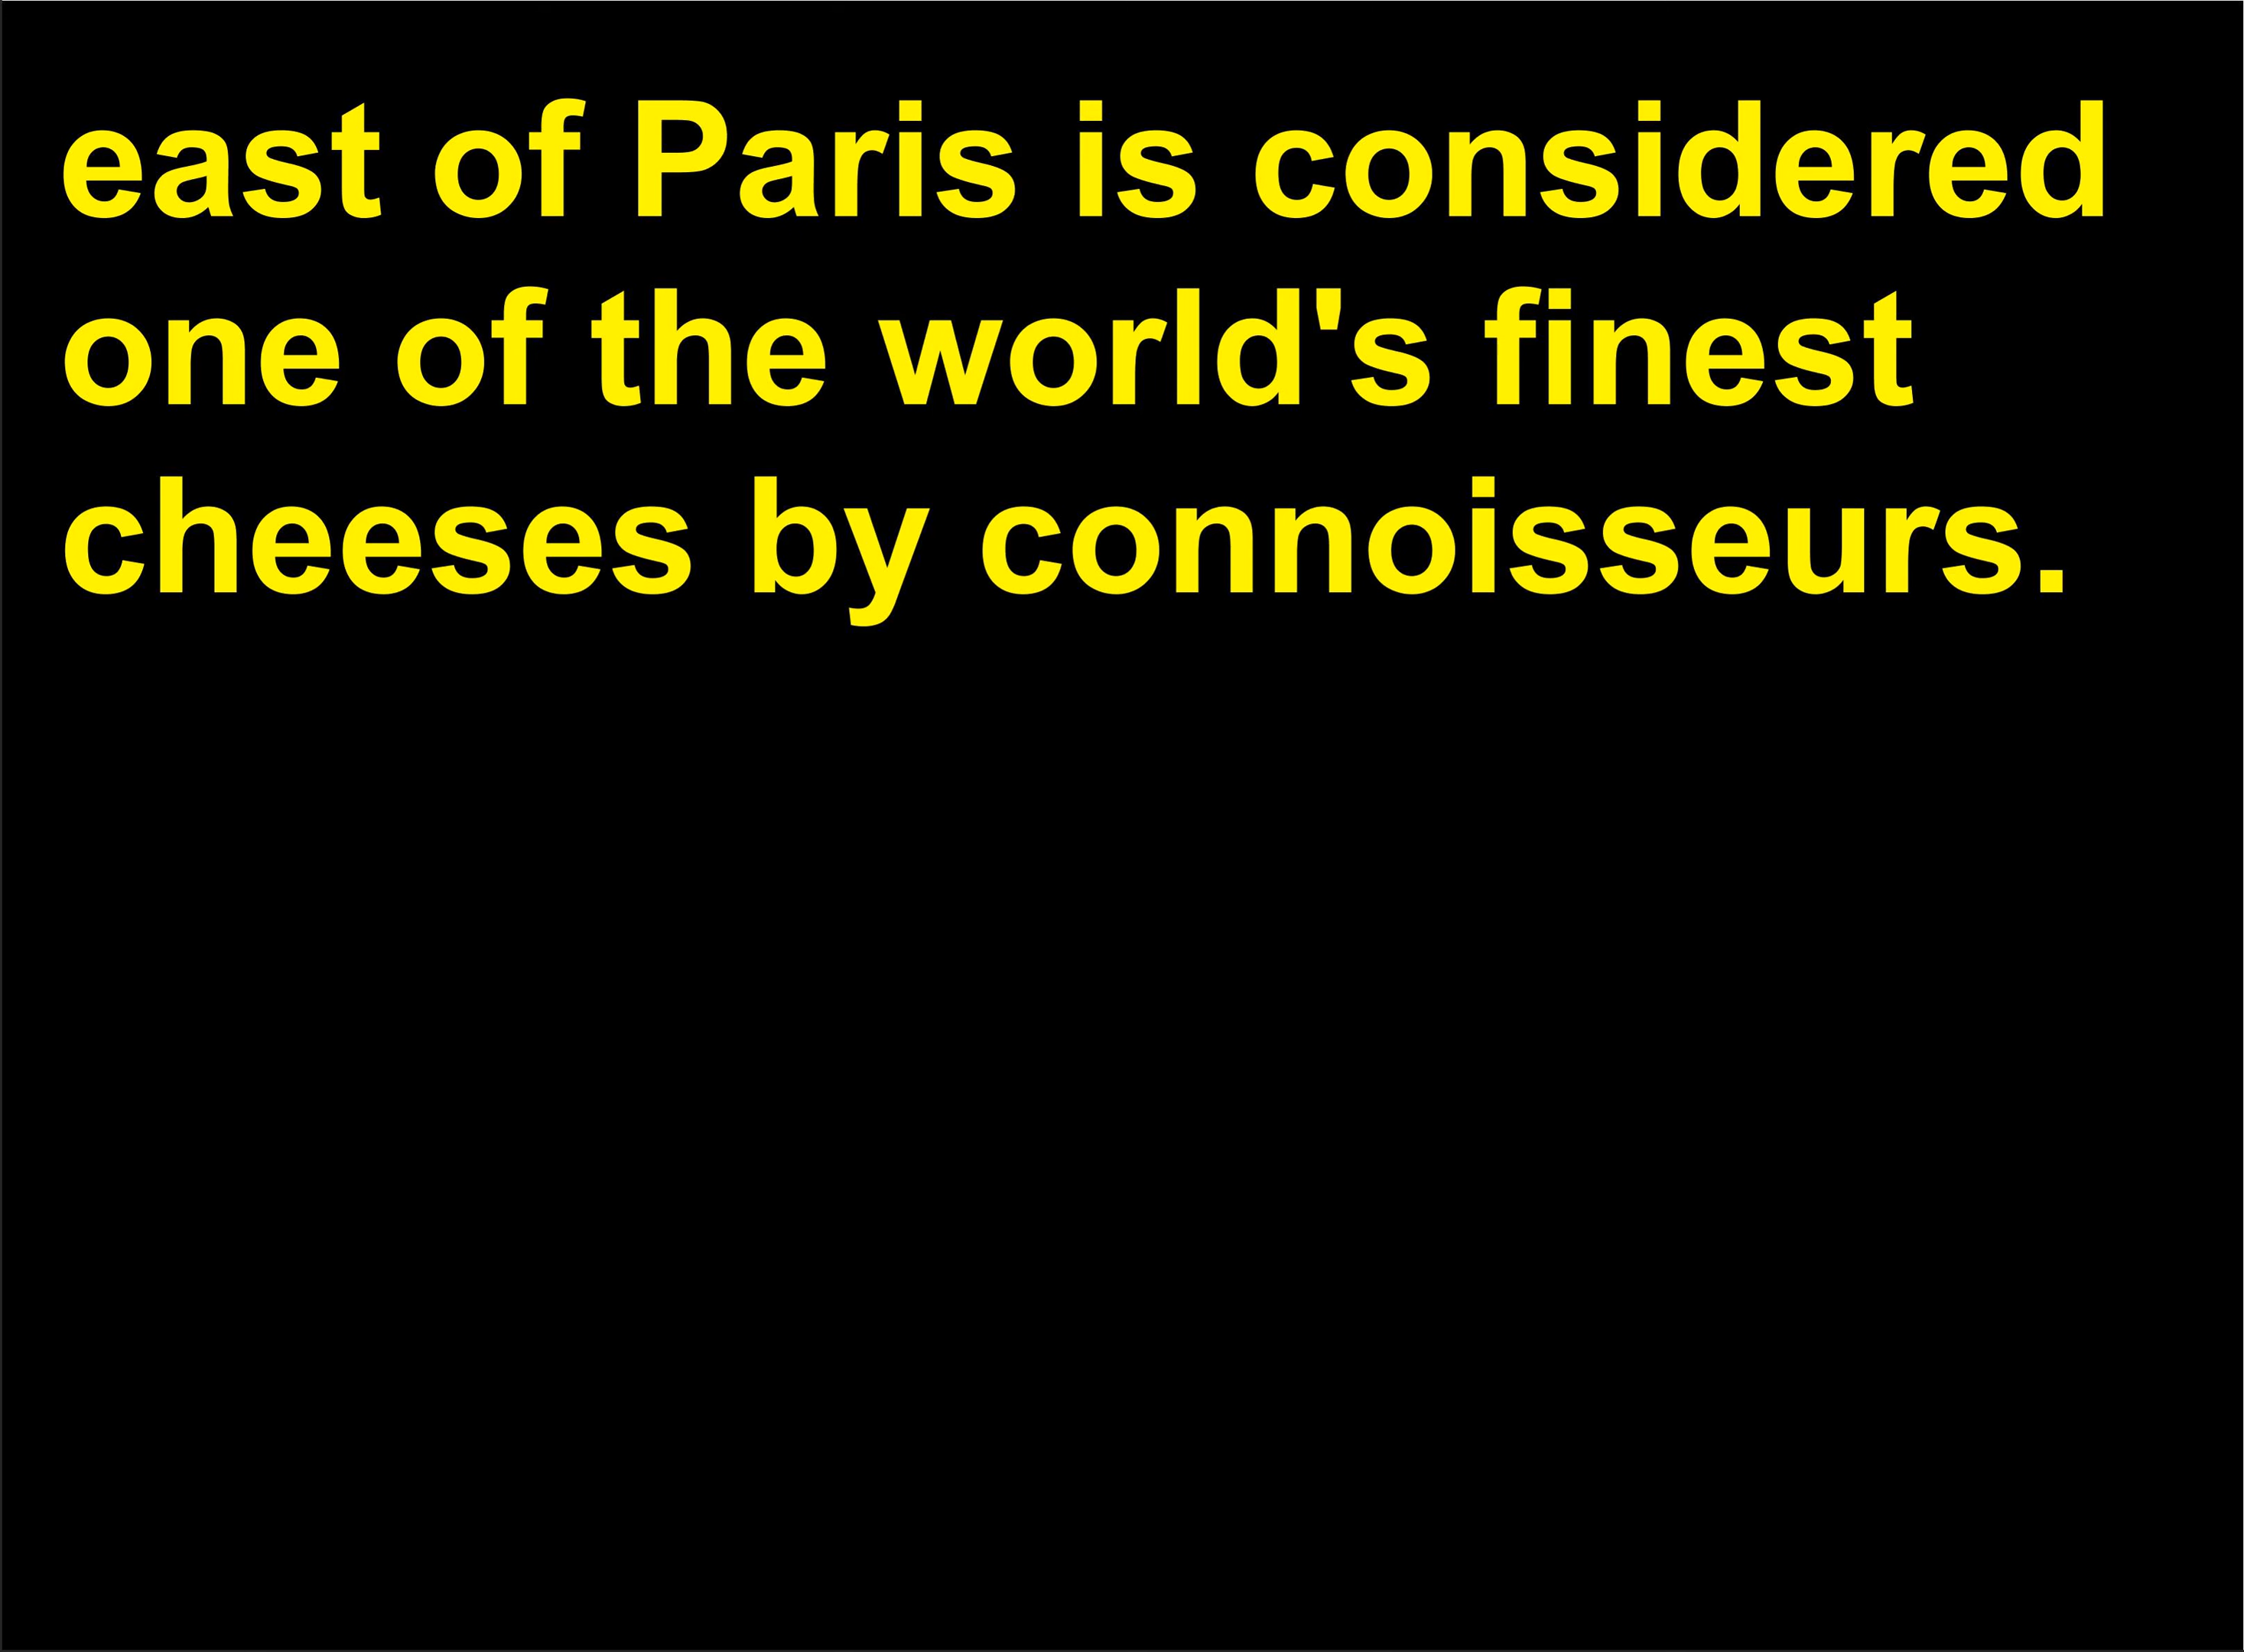 east of Paris is considered
one of the world's finest
cheeses by connoisseurs.